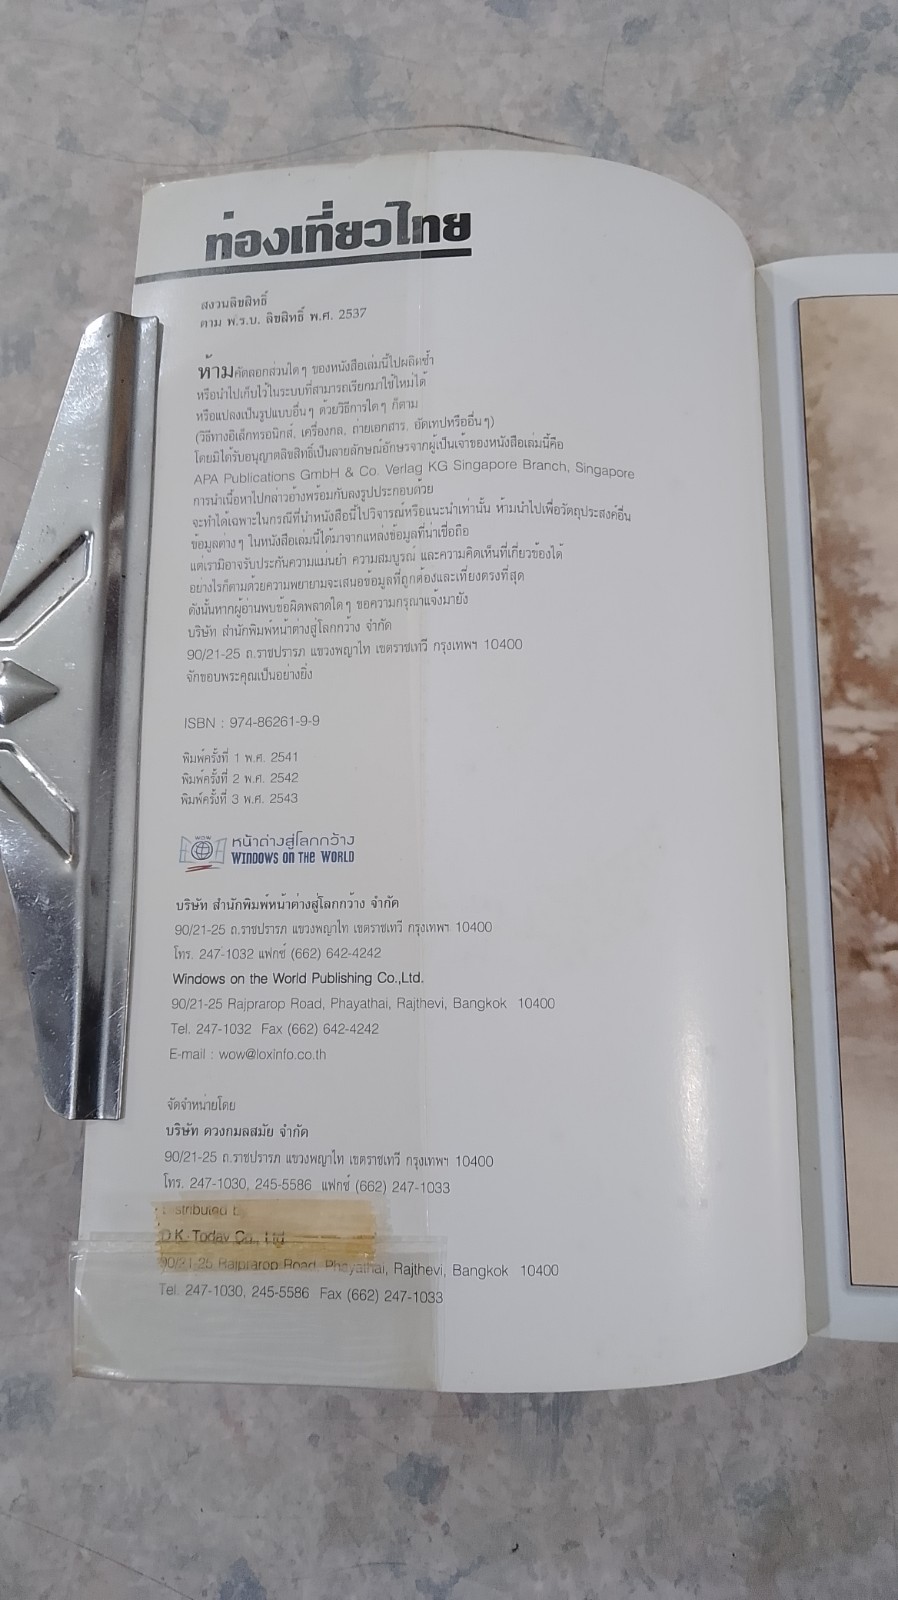 ท่องเที่ยวไทย
สงวนลิขสิทธิ์
ตาม พ.ร.บ. ลิขสิทธิ์ พ.ศ. 2537
ห้ามคัดลอกส่วนใดๆ ของหนังสือเล่มนี้ไปผลิตซ้ำ
หรือนำไปเก็บไว้ในระบบที่สามารถเรียกมาใช้ใหม่ได้
หรือแปลงเป็นรูปแบบอื่นๆ ด้วยวิธีการใดๆ ก็ตาม
(วิธีทางอิเล็กทรอนิกส์, เครื่องกล, ถ่ายเอกสาร, อัดเทปหรืออื่นๆ)
โดยมิได้รับอนุญาตลิขสิทธิ์เป็นลายลักษณ์อักษรจากผู้เป็นเจ้าของหนังสือเล่มนี้คือ
APA Publications GmbH & Co. Verlag KG Singapore Branch, Singapore
การนำเนื้อหาไปกล่าวอ้างพร้อมกับลงรูปประกอบด้วย
จะทำได้เฉพาะในกรณีที่นำหนังสือนี้ไปวิจารณ์หรือแนะนำเท่านั้น ห้ามนำไปเพื่อวัตถุประสงค์อื่น
ข้อมูลต่างๆ ในหนังสือเล่มนี้ได้มาจากแหล่งข้อมูลที่น่าเชื่อถือ
แต่เรามิอาจรับประกันความแม่นยำ ความสมบูรณ์ และความคิดเห็นที่เกี่ยวข้องได้
อย่างไรก็ตามด้วยความพยายามจะเสนอข้อมูลที่ถูกต้องและเที่ยงตรงที่สุด
ดังนั้นหากผู้อ่านพบข้อผิดพลาดใดๆ ขอความกรุณาแจ้งมายัง
บริษัท สำนักพิมพ์หน้าต่างสู่โลกกว้าง จำกัด
90/21-25 ถ.ราชปรารภ แขวงพญาไท เขตราชเทวี กรุงเทพฯ 10400
จักขอบพระคุณเป็นอย่างยิ่ง
ISBN : 974-86261-9-9
พิมพ์ครั้งที่ 1 พ.ศ. 2541
พิมพ์ครั้งที่ 2 พ.ศ. 2542
พิมพ์ครั้งที่ 3 พ.ศ. 2543
WOW
หน้าต่างสู่โลกกว้าง
WINDOWS ON THE WORLD
บริษัท สำนักพิมพ์หน้าต่างสู่โลกกว้าง จำกัด
90/21-25 ถ.ราชปรารภ แขวงพญาไท เขตราชเทวี กรุงเทพฯ 10400
โทร. 247-1032 แฟกซ์ (662) 642-4242
Windows on the World Publishing Co.,Ltd.
90/21-25 Rajprarop Road, Phayathai, Rajthevi, Bangkok 10400
Tel. 247-1032 Fax (662) 642-4242
E-mail : wow@loxinfo.co.th
จัดจำหน่ายโดย
บริษัท ดวงกมลสมัย จำกัด
90/21-25 ถ.ราชปรารภ แขวงพญาไท เขตราชเทวี กรุงเทพฯ 10400
โทร. 247-1030, 245-5586 แฟกซ์ (662) 247-1033
Distributed
D.K. Today Co., Ltd.
90/21-25 Rajprarop Road, Phayathai, Rajthevi, Bangkok 10400
Tel. 247-1030, 245-5586 Fax (662) 247-1033